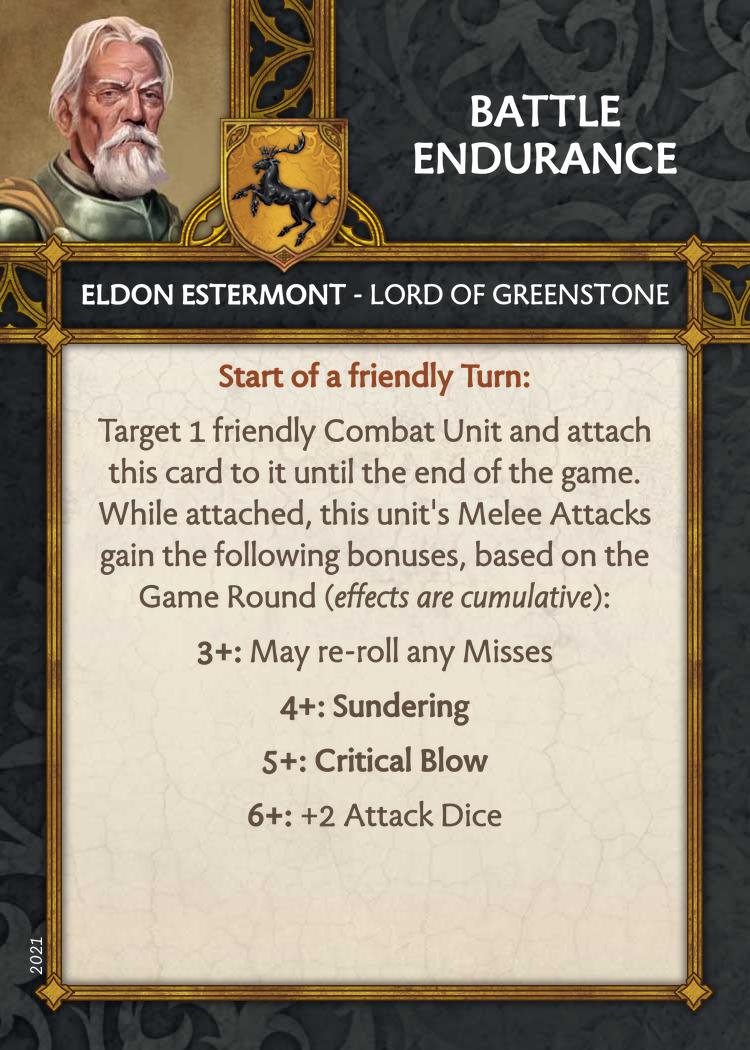 BATTLE
ENDURANCE
ELDON ESTERMONT - LORD OF GREENSTONE
Start of a friendly Turn:
Target 1 friendly Combat Unit and attach
this card to it until the end of the game.
While attached, this unit's Melee Attacks
gain the following bonuses, based on the
Game Round (effects are cumulative):
3+: May re-roll any Misses
4+: Sundering
5+: Critical Blow
6+: +2 Attack Dice
2021